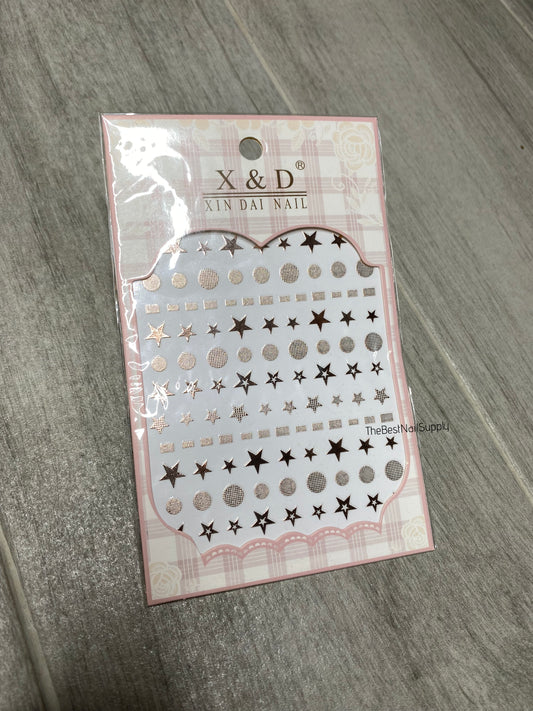 X & D®
XIN DAI NAIL
TheBestNailSupply